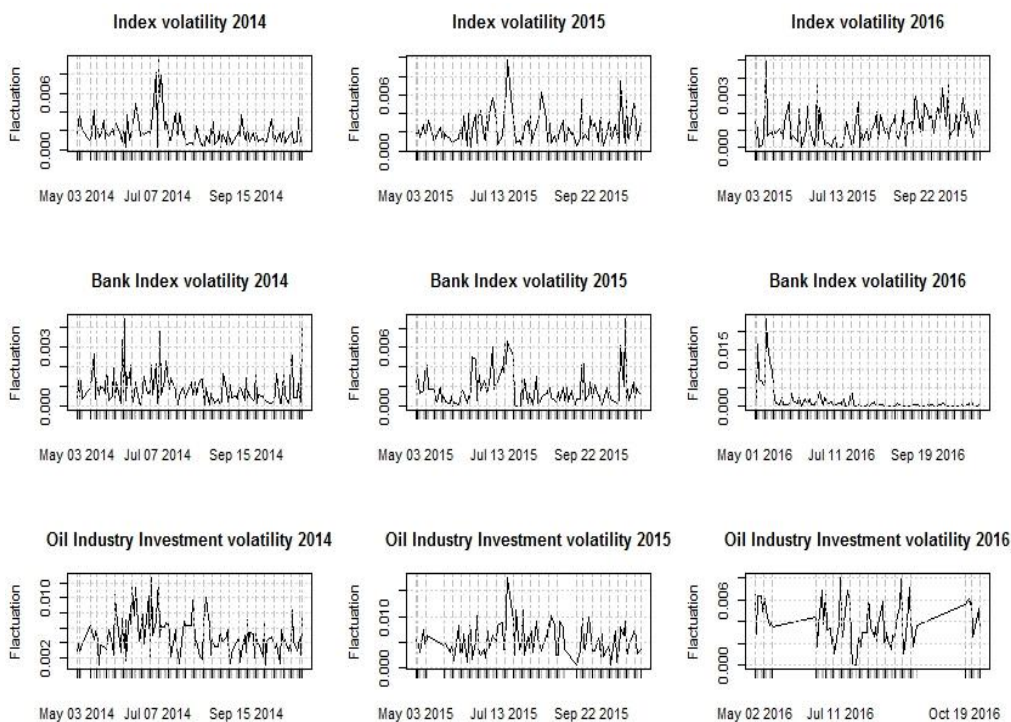 Index volatility 2014
Flactuation
0.000 0.006
May 03 2014 Jul 07 2014 Sep 15 2014
Index volatility 2015
Flactuation
0.000 0.006
May 03 2015 Jul 13 2015 Sep 22 2015
Index volatility 2016
Flactuation
0.000 0.003
May 03 2015 Jul 13 2015 Sep 22 2015
Bank Index volatility 2014
Flactuation
0.000 0.003
May 03 2014 Jul 07 2014 Sep 15 2014
Bank Index volatility 2015
Flactuation
0.000 0.006
May 03 2015 Jul 13 2015 Sep 22 2015
Bank Index volatility 2016
Flactuation
0.000 0.015
May 01 2016 Jul 11 2016 Sep 19 2016
Oil Industry Investment volatility 2014
Flactuation
0.002 0.010
May 03 2014 Jul 07 2014 Sep 15 2014
Oil Industry Investment volatility 2015
Flactuation
0.000 0.010
May 03 2015 Jul 13 2015 Sep 22 2015
Oil Industry Investment volatility 2016
Flactuation
0.000 0.006
May 02 2016 Jul 11 2016 Oct 19 2016